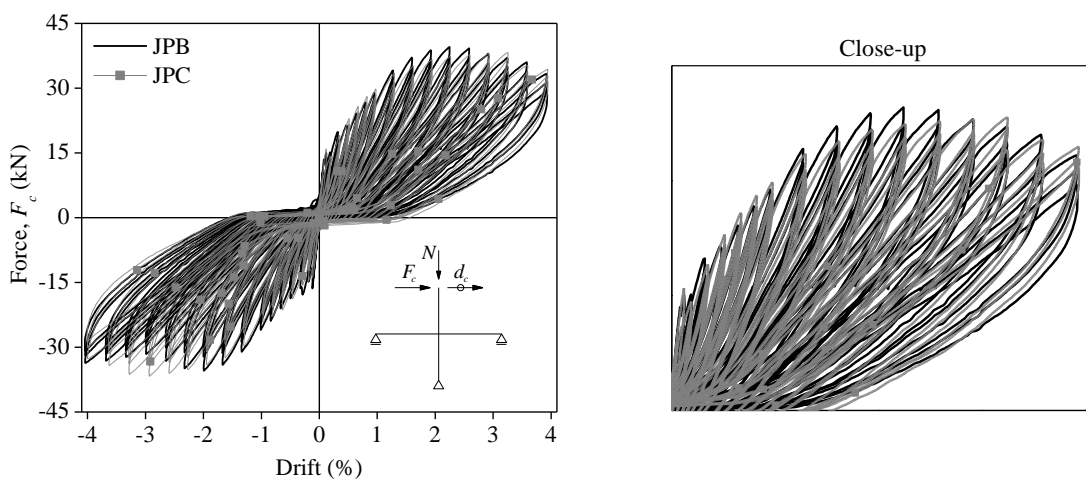 45
30
15
0
-15
-30
-45
Force, F_c (kN)
JPB
JPC
N
F_c
d_c
-4 -3 -2 -1 0 1 2 3 4
Drift (%)
Close-up